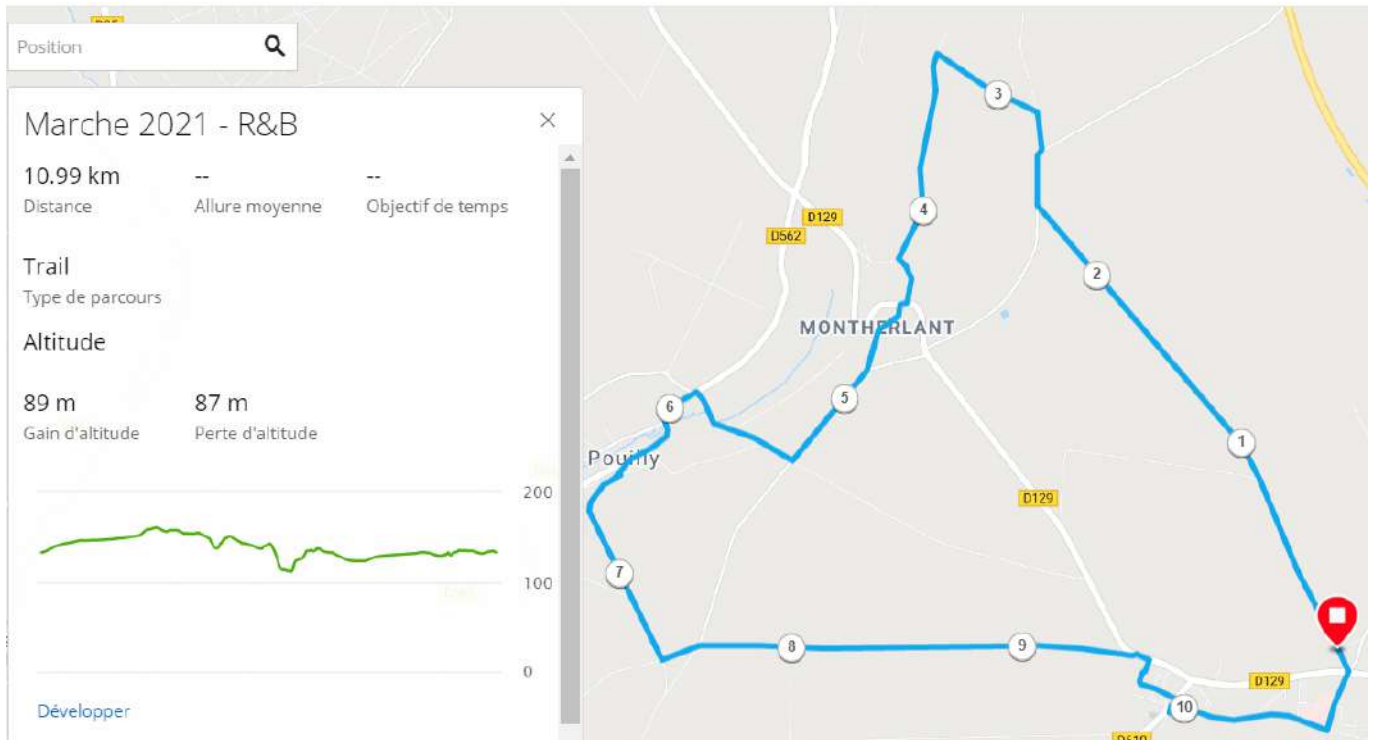 Position
Marche 2021 - R&B
10.99 km -- --
Distance Allure moyenne Objectif de temps
Trail
Type de parcours
Altitude
89 m 87 m
Gain d'altitude Perte d'altitude
200
100
0
Développer
3
4
D129
D562
2
MONTHERLANT
5
6
1
Pouilly
D129
7
8
9
D129
10